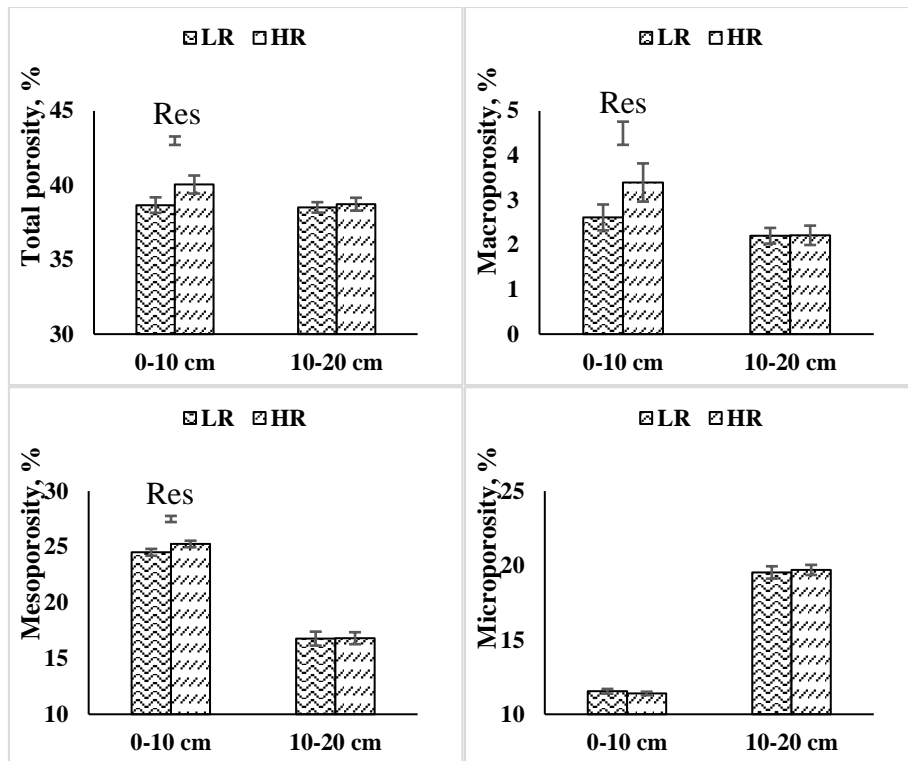 LR HR
Total porosity, %
Res
45
40
35
30
0-10 cm 10-20 cm
LR HR
Macroporosity, %
Res
5
4
3
2
1
0
0-10 cm 10-20 cm
LR HR
Mesoporosity, %
Res
30
25
20
15
10
0-10 cm 10-20 cm
LR HR
Microporosity, %
25
20
15
10
0-10 cm 10-20 cm